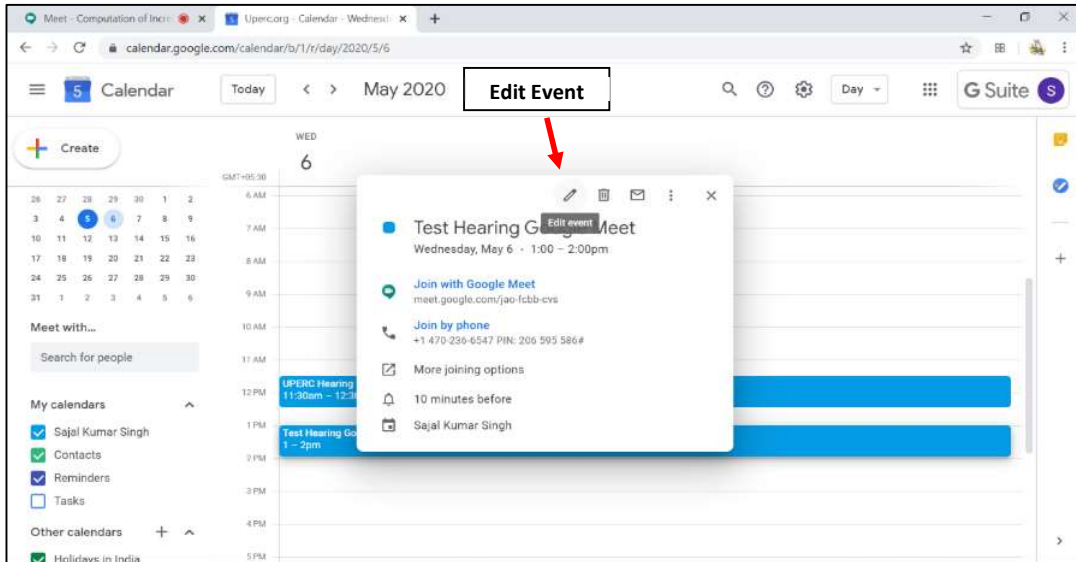 Meet - Computation of Incre
Uperc.org - Calendar - Wednesd
calendar.google.com/calendar/b/1/r/day/2020/5/6
5 Calendar
Today
May 2020
Edit Event
Day
G Suite
S
Create
WED
6
GMT+05:30
26 27 28 29 30 1 2
3 4 5 6 7 8 9
10 11 12 13 14 15 16
17 18 19 20 21 22 23
24 25 26 27 28 29 30
31 1 2 3 4 5 6
Meet with...
Search for people
My calendars
Sajal Kumar Singh
Contacts
Reminders
Tasks
Other calendars
Holidays in India
6 AM
7 AM
8 AM
9 AM
10 AM
11 AM
12 PM
1 PM
2 PM
3 PM
4 PM
5 PM
UPERC Hearing
11:30am – 12:3
Test Hearing Go
1 – 2pm
Edit event
Test Hearing G Meet
Wednesday, May 6 · 1:00 – 2:00pm
Join with Google Meet
meet.google.com/jao-fcbb-cvs
Join by phone
+1 470-236-6547 PIN: 206 595 586#
More joining options
10 minutes before
Sajal Kumar Singh